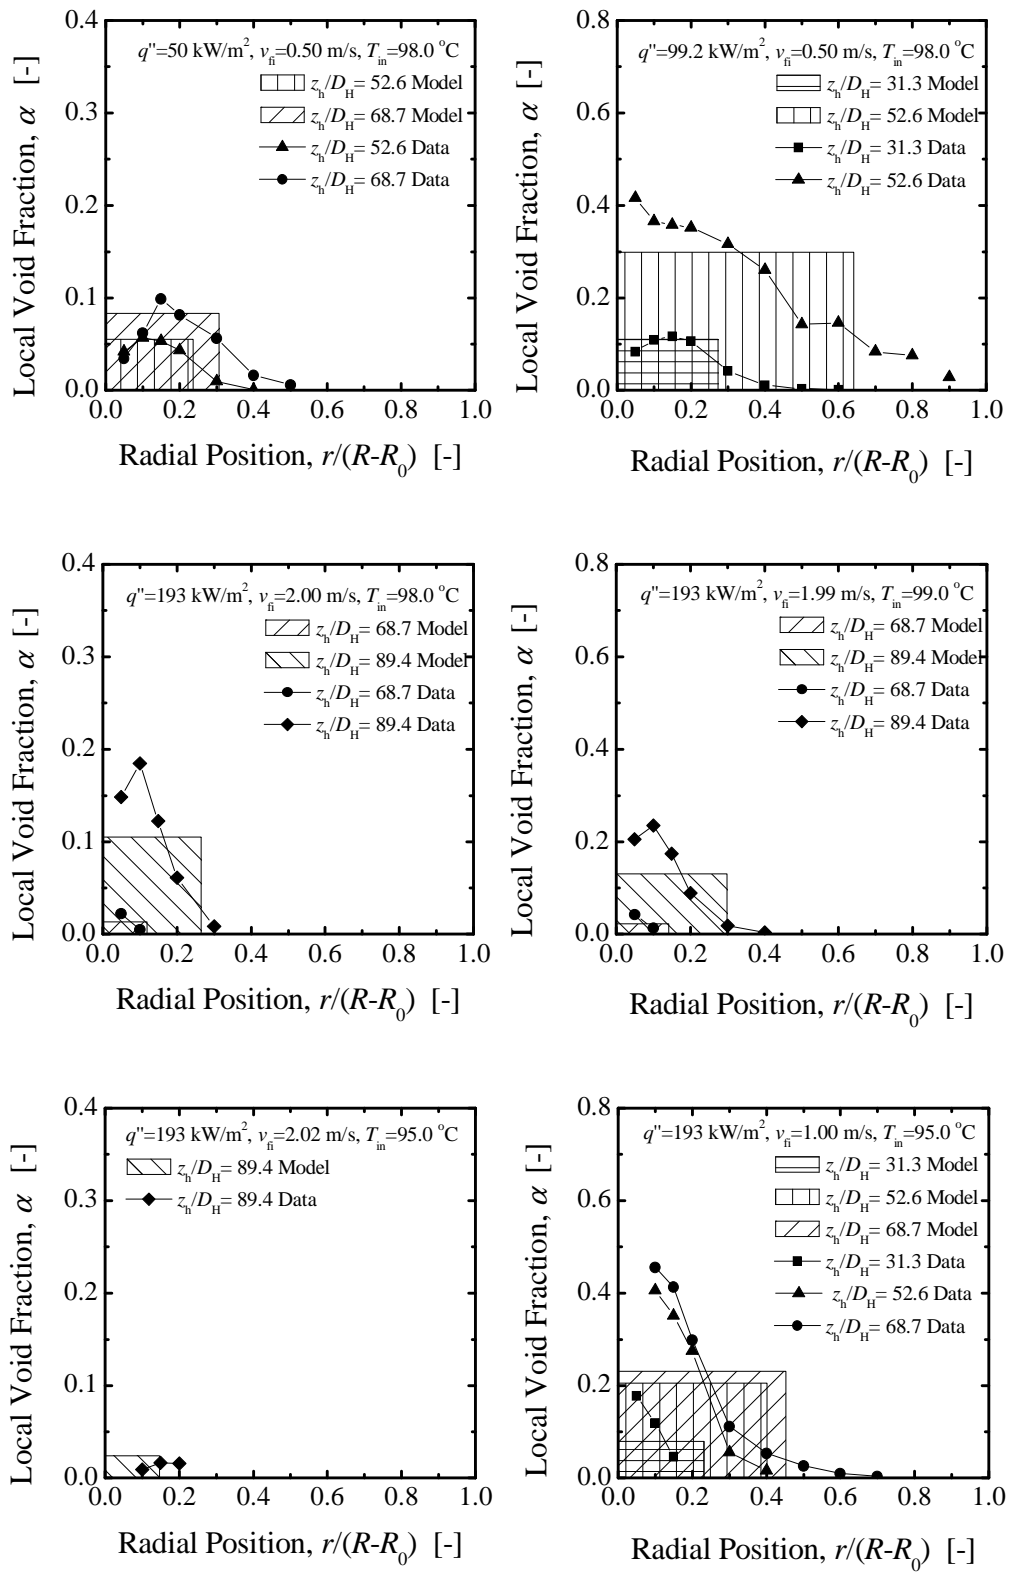 q''=50 kW/m², v_fi=0.50 m/s, T_in=98.0 °C
z_h/D_H= 52.6 Model
z_h/D_H= 68.7 Model
z_h/D_H= 52.6 Data
z_h/D_H= 68.7 Data
0.4
0.3
0.2
0.1
0.0
Local Void Fraction, α [-]
0.0 0.2 0.4 0.6 0.8 1.0
Radial Position, r/(R-R₀) [-]
q''=99.2 kW/m², v_fi=0.50 m/s, T_in=98.0 °C
z_h/D_H= 31.3 Model
z_h/D_H= 52.6 Model
z_h/D_H= 31.3 Data
z_h/D_H= 52.6 Data
0.8
0.6
0.4
0.2
0.0
Local Void Fraction, α [-]
0.0 0.2 0.4 0.6 0.8 1.0
Radial Position, r/(R-R₀) [-]
q''=193 kW/m², v_fi=2.00 m/s, T_in=98.0 °C
z_h/D_H= 68.7 Model
z_h/D_H= 89.4 Model
z_h/D_H= 68.7 Data
z_h/D_H= 89.4 Data
0.4
0.3
0.2
0.1
0.0
Local Void Fraction, α [-]
0.0 0.2 0.4 0.6 0.8 1.0
Radial Position, r/(R-R₀) [-]
q''=193 kW/m², v_fi=1.99 m/s, T_in=99.0 °C
z_h/D_H= 68.7 Model
z_h/D_H= 89.4 Model
z_h/D_H= 68.7 Data
z_h/D_H= 89.4 Data
0.8
0.6
0.4
0.2
0.0
Local Void Fraction, α [-]
0.0 0.2 0.4 0.6 0.8 1.0
Radial Position, r/(R-R₀) [-]
q''=193 kW/m², v_fi=2.02 m/s, T_in=95.0 °C
z_h/D_H= 89.4 Model
z_h/D_H= 89.4 Data
0.4
0.3
0.2
0.1
0.0
Local Void Fraction, α [-]
0.0 0.2 0.4 0.6 0.8 1.0
Radial Position, r/(R-R₀) [-]
q''=193 kW/m², v_fi=1.00 m/s, T_in=95.0 °C
z_h/D_H= 31.3 Model
z_h/D_H= 52.6 Model
z_h/D_H= 68.7 Model
z_h/D_H= 31.3 Data
z_h/D_H= 52.6 Data
z_h/D_H= 68.7 Data
0.8
0.6
0.4
0.2
0.0
Local Void Fraction, α [-]
0.0 0.2 0.4 0.6 0.8 1.0
Radial Position, r/(R-R₀) [-]